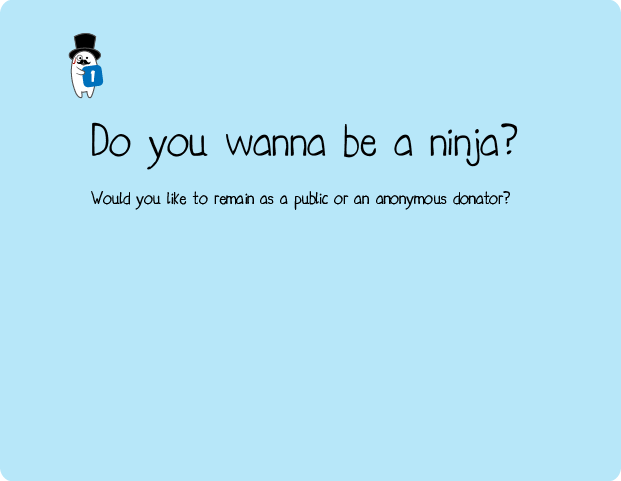 !
Do you wanna be a ninja?
Would you like to remain as a public or an anonymous donator?